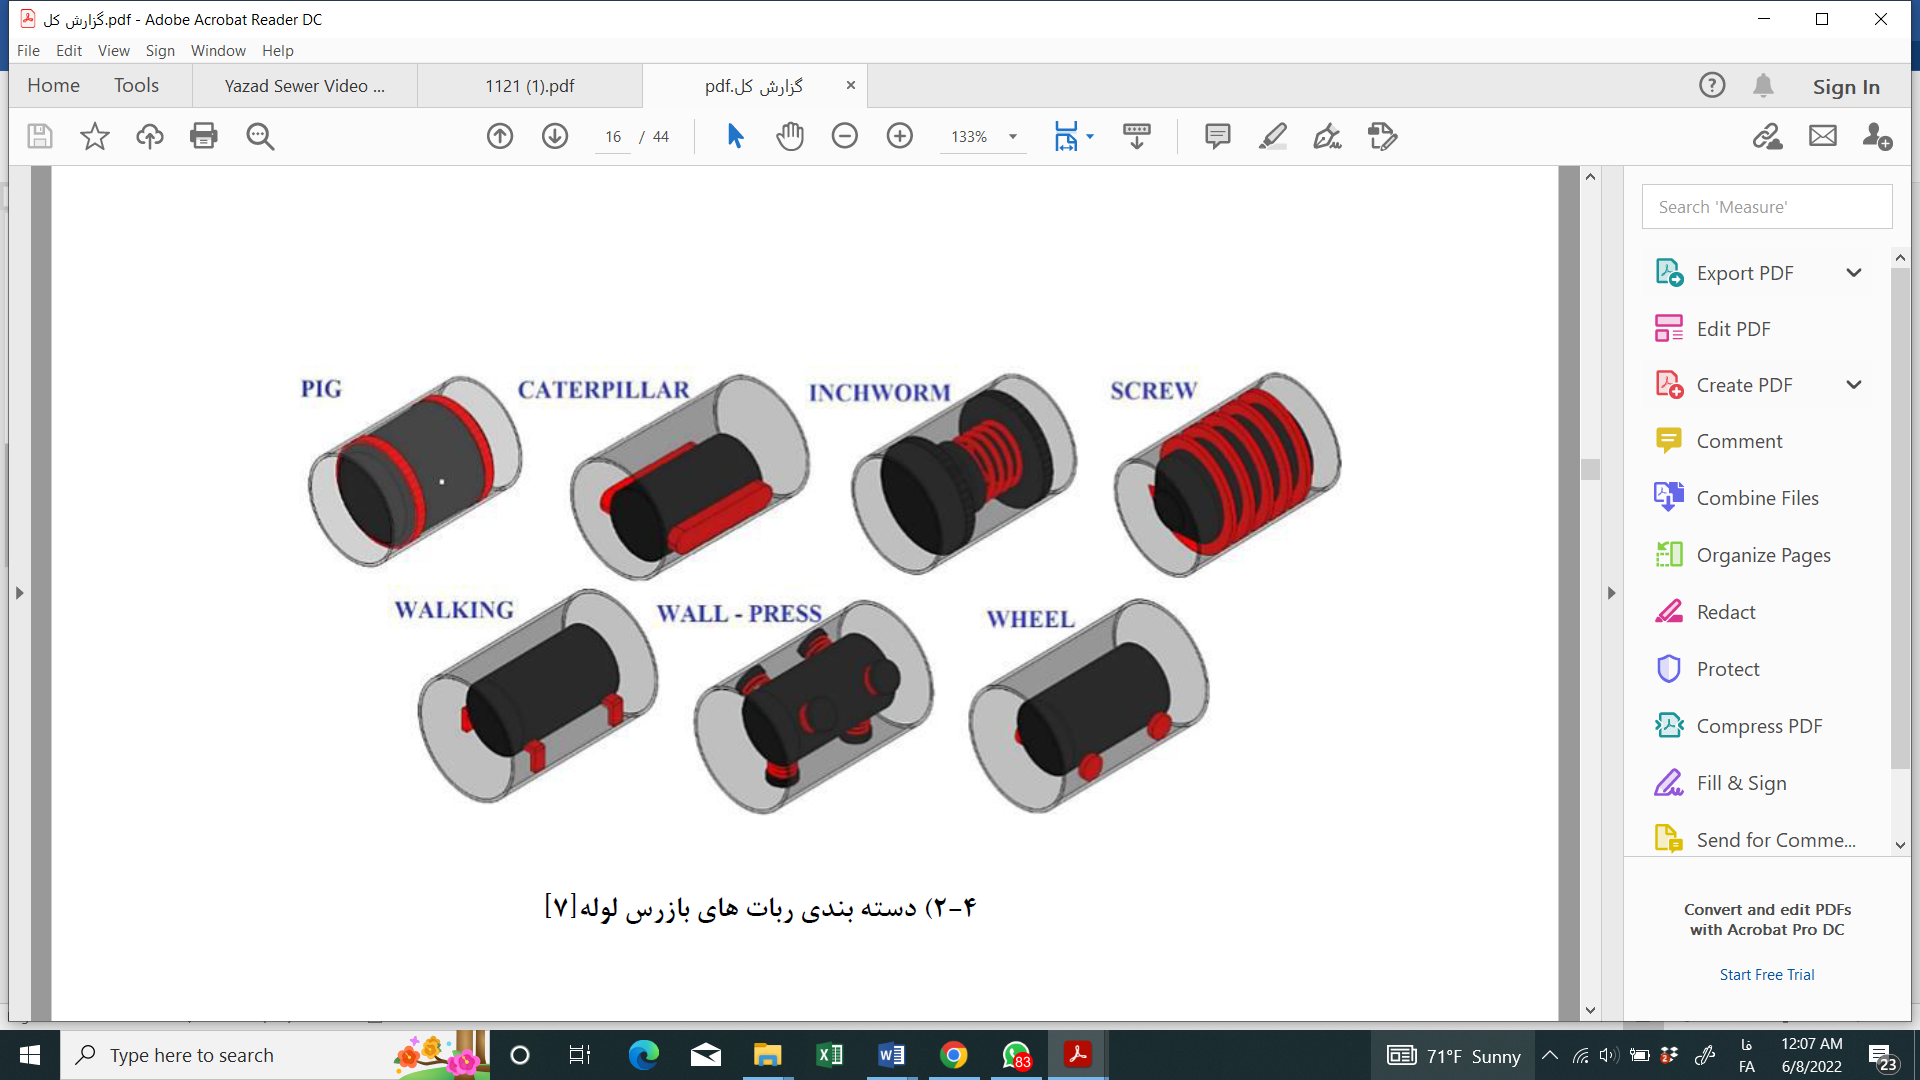 گزارش کل.pdf - Adobe Acrobat Reader DC
File Edit View Sign Window Help
Home Tools Yazad Sewer Video ... 1121 (1).pdf گزارش کل.pdf Sign In
16 / 44 133%
Search 'Measure'
Export PDF
Edit PDF
Create PDF
Comment
Combine Files
Organize Pages
Redact
Protect
Compress PDF
Fill & Sign
Send for Comme...
Convert and edit PDFs
with Acrobat Pro DC
Start Free Trial
PIG CATERPILLAR INCHWORM SCREW
WALKING WALL - PRESS WHEEL
۲-۴) دسته بندی ربات های بازرس لوله[۷]
Type here to search
83
71°F Sunny
فا
FA
12:07 AM
6/8/2022
23